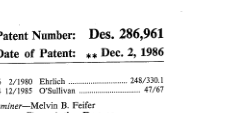 Patent Number: Des. 286,961
Date of Patent: ** Dec. 2, 1986
2/1980 Ehrlich .......................... 248/330.1
12/1985 O'Sullivan .......................... 47/67
miner—Melvin B. Feifer